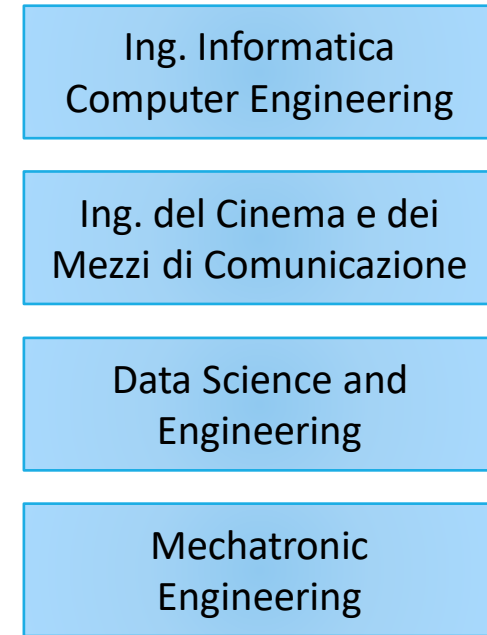 Ing. Informatica
Computer Engineering
Ing. del Cinema e dei
Mezzi di Comunicazione
Data Science and
Engineering
Mechatronic
Engineering